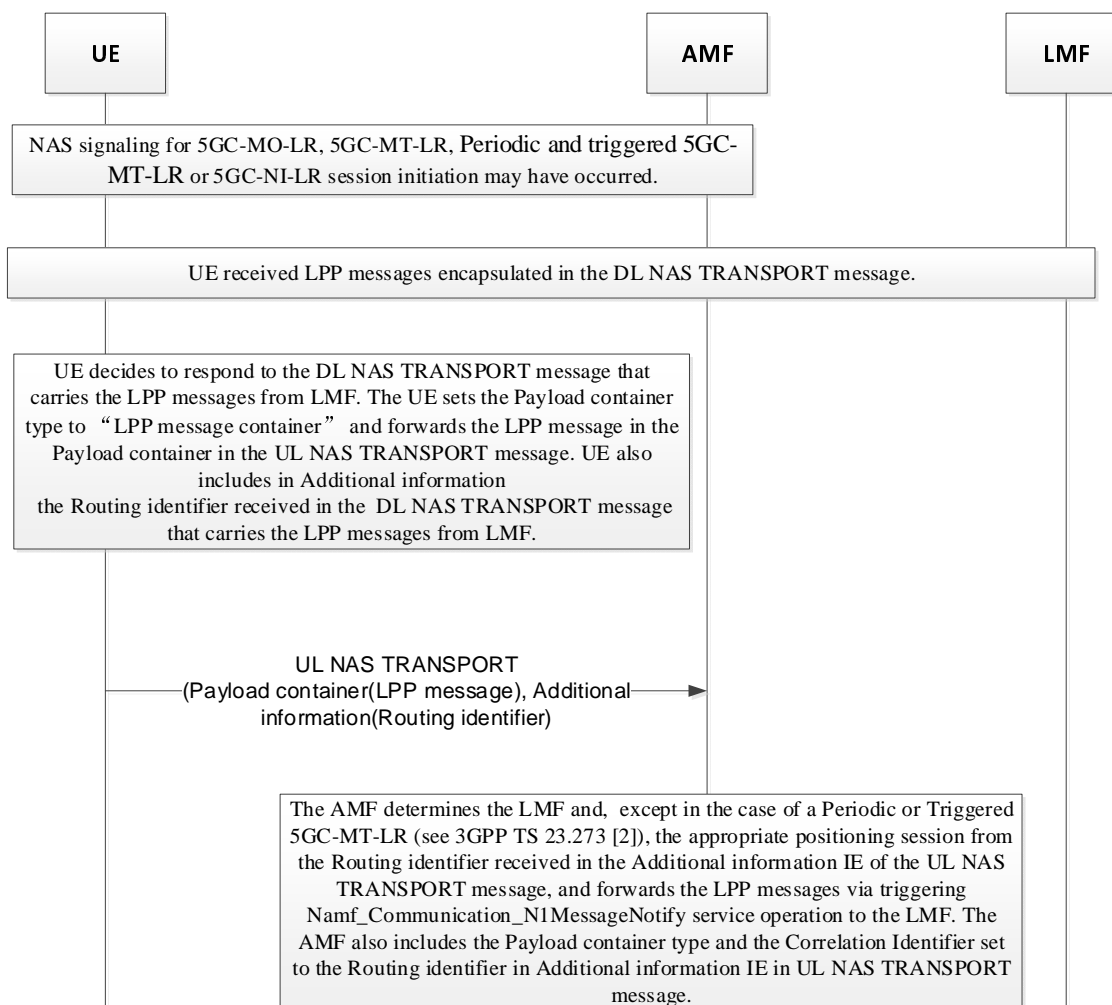 UE
AMF
LMF
NAS signaling for 5GC-MO-LR, 5GC-MT-LR, Periodic and triggered 5GC-
MT-LR or 5GC-NI-LR session initiation may have occurred.
UE received LPP messages encapsulated in the DL NAS TRANSPORT message.
UE decides to respond to the DL NAS TRANSPORT message that
carries the LPP messages from LMF. The UE sets the Payload container
type to “LPP message container” and forwards the LPP message in the
Payload container in the UL NAS TRANSPORT message. UE also
includes in Additional information
the Routing identifier received in the DL NAS TRANSPORT message
that carries the LPP messages from LMF.
UL NAS TRANSPORT
(Payload container(LPP message), Additional
information(Routing identifier)
The AMF determines the LMF and, except in the case of a Periodic or Triggered
5GC-MT-LR (see 3GPP TS 23.273 [2]), the appropriate positioning session from
the Routing identifier received in the Additional information IE of the UL NAS
TRANSPORT message, and forwards the LPP messages via triggering
Namf_Communication_N1MessageNotify service operation to the LMF. The
AMF also includes the Payload container type and the Correlation Identifier set
to the Routing identifier in Additional information IE in UL NAS TRANSPORT
message.